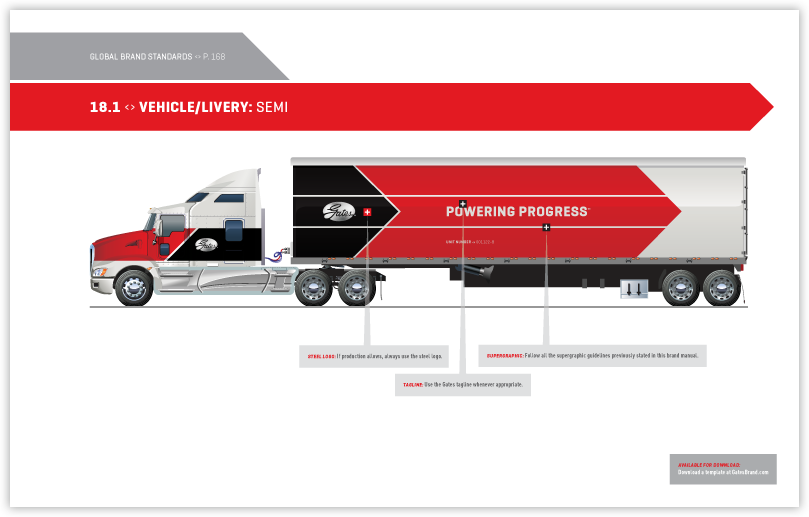 GLOBAL BRAND STANDARDS <> P. 168
18.1 <> VEHICLE/LIVERY: SEMI
Gates
POWERING PROGRESS™
Gates
UNIT NUMBER
STEEL LOGO: If production allows, always use the steel logo.
SUPERGRAPHIC: Follow all the supergraphic guidelines previously stated in this brand manual.
TAGLINE: Use the Gates tagline whenever appropriate.
AVAILABLE FOR DOWNLOAD:
Download a template at GatesBrand.com